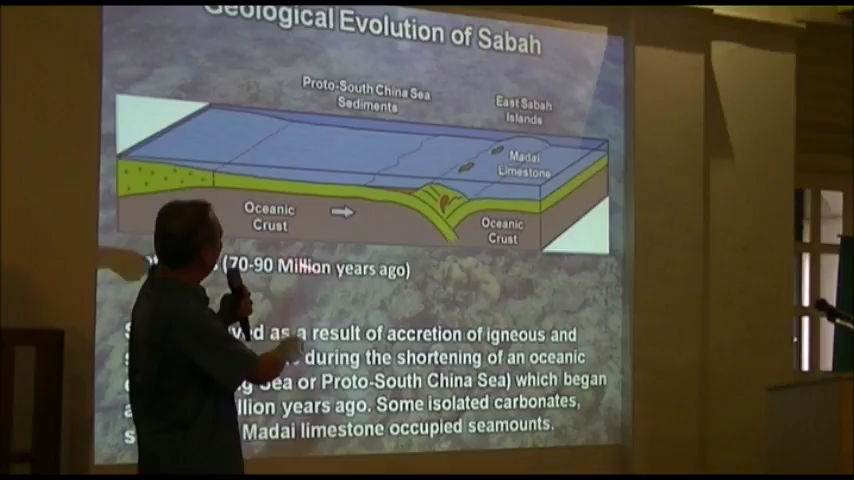 Geological Evolution of Sabah
Proto-South China Sea
Sediments
East Sabah
Islands
Madai
Limestone
Oceanic
Crust
Oceanic
Crust
(70-90 Million years ago)
as a result of accretion of igneous and
during the shortening of an oceanic
Sea or Proto-South China Sea) which began
years ago. Some isolated carbonates,
Madai limestone occupied seamounts.